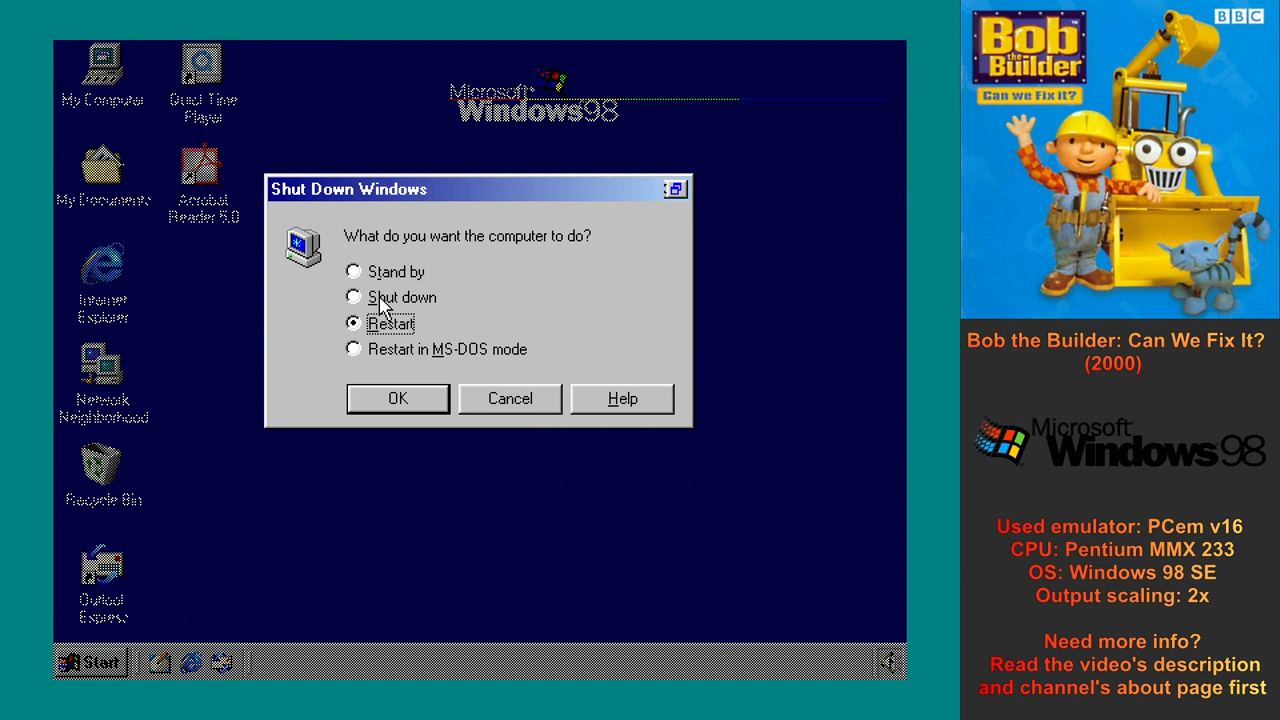 My Computer
Quick Time
Player
Microsoft
Windows98
My Documents
Acrobat
Reader 5.0
Internet
Explorer
Network
Neighborhood
Recycle Bin
Outlook
Express
Start
Shut Down Windows
What do you want the computer to do?
Stand by
Shut down
Restart
Restart in MS-DOS mode
OK
Cancel
Help
BBC
Bob
the
Builder
Can we Fix it?
Bob the Builder: Can We Fix It?
(2000)
Microsoft
Windows98
Used emulator: PCem v16
CPU: Pentium MMX 233
OS: Windows 98 SE
Output scaling: 2x
Need more info?
Read the video's description
and channel's about page first